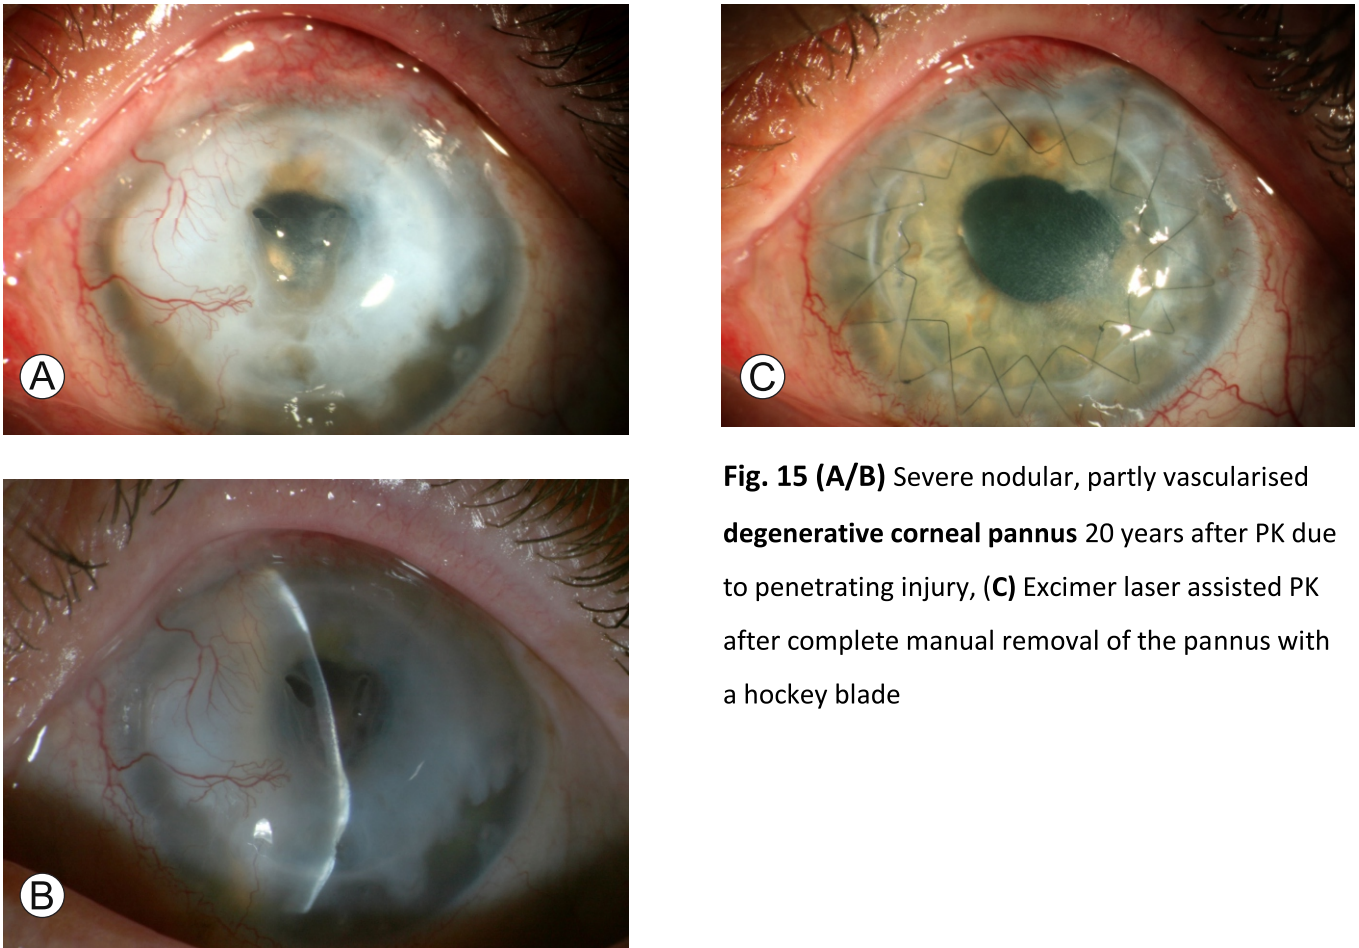 A
B
C
Fig. 15 (A/B) Severe nodular, partly vascularised
degenerative corneal pannus 20 years after PK due
to penetrating injury, (C) Excimer laser assisted PK
after complete manual removal of the pannus with
a hockey blade